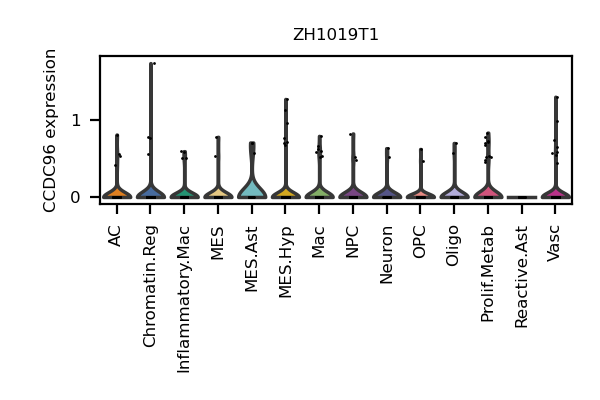 ZH1019T1
CCDC96 expression
1
0
AC
Chromatin.Reg
Inflammatory.Mac
MES
MES.Ast
MES.Hyp
Mac
NPC
Neuron
OPC
Oligo
Prolif.Metab
Reactive.Ast
Vasc